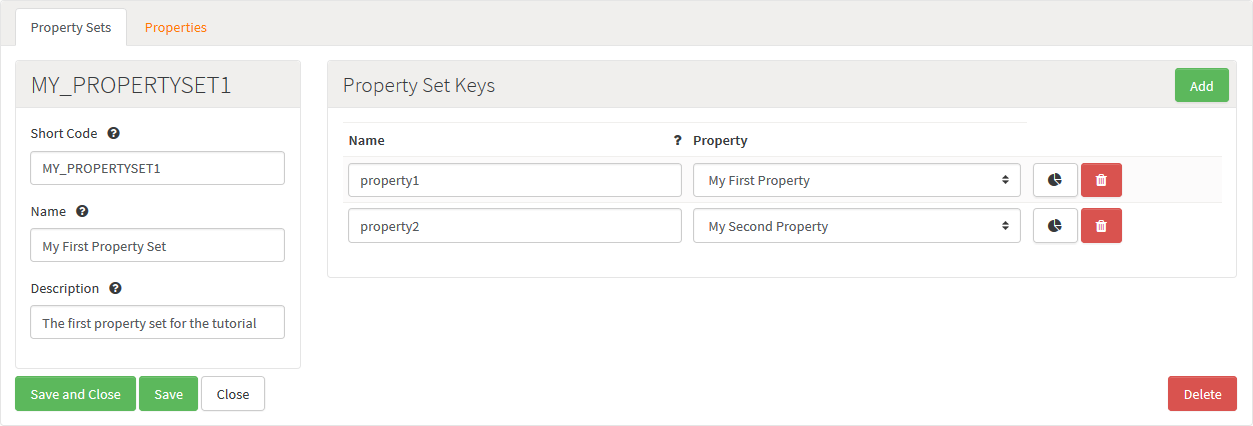 Property Sets Properties
MY_PROPERTYSET1
Short Code ?
MY_PROPERTYSET1
Name ?
My First Property Set
Description ?
The first property set for the tutorial
Property Set Keys Add
Name ? Property
property1 My First Property
property2 My Second Property
Save and Close Save Close Delete